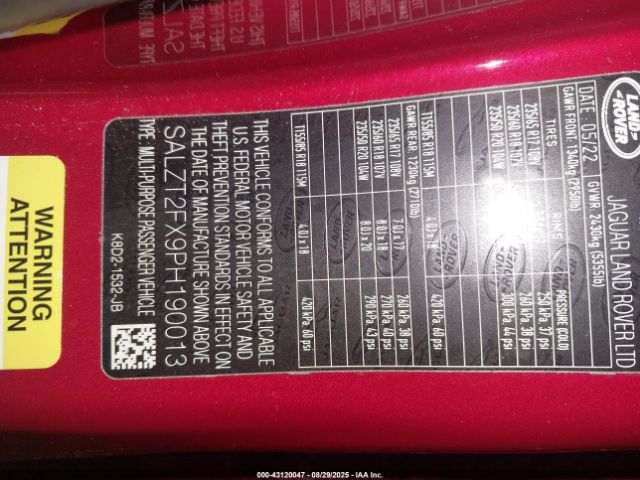 LAND ROVER
JAGUAR LAND ROVER LTD
DATE: 05/22 GVWR: 2430kg (5355lb)
GAWR FRONT: 1340kg (2950lb) RIMS PRESSURE (COLD)
235/65 R17 108V 250 kPa, 37 psi
235/60 R18 107V 260 kPa, 38 psi
235/50 R20 104W 300 kPa, 44 psi
T155/85 R18 115M 4.0J x 18 420 kPa, 60 psi
GAWR REAR: 1230kg (2710lb)
235/65 R17 108V 7.0J x 17 260 kPa, 38 psi
235/60 R18 107V 8.0J x 18 270 kPa, 39 psi
235/50 R20 104W 8.0J x 20 290 kPa, 43 psi
T155/85 R18 115M 4.0J x 18 420 kPa, 60 psi
THIS VEHICLE CONFORMS TO ALL APPLICABLE
U.S. FEDERAL MOTOR VEHICLE SAFETY AND
THEFT PREVENTION STANDARDS IN EFFECT ON
THE DATE OF MANUFACTURE SHOWN ABOVE
SALZT2FX9PH190013
TYPE: MULTI-PURPOSE PASSENGER VEHICLE
K8D2-1532-JB
WARNING
ATTENTION
000-43120047 - 08/29/2025 - IAA Inc.